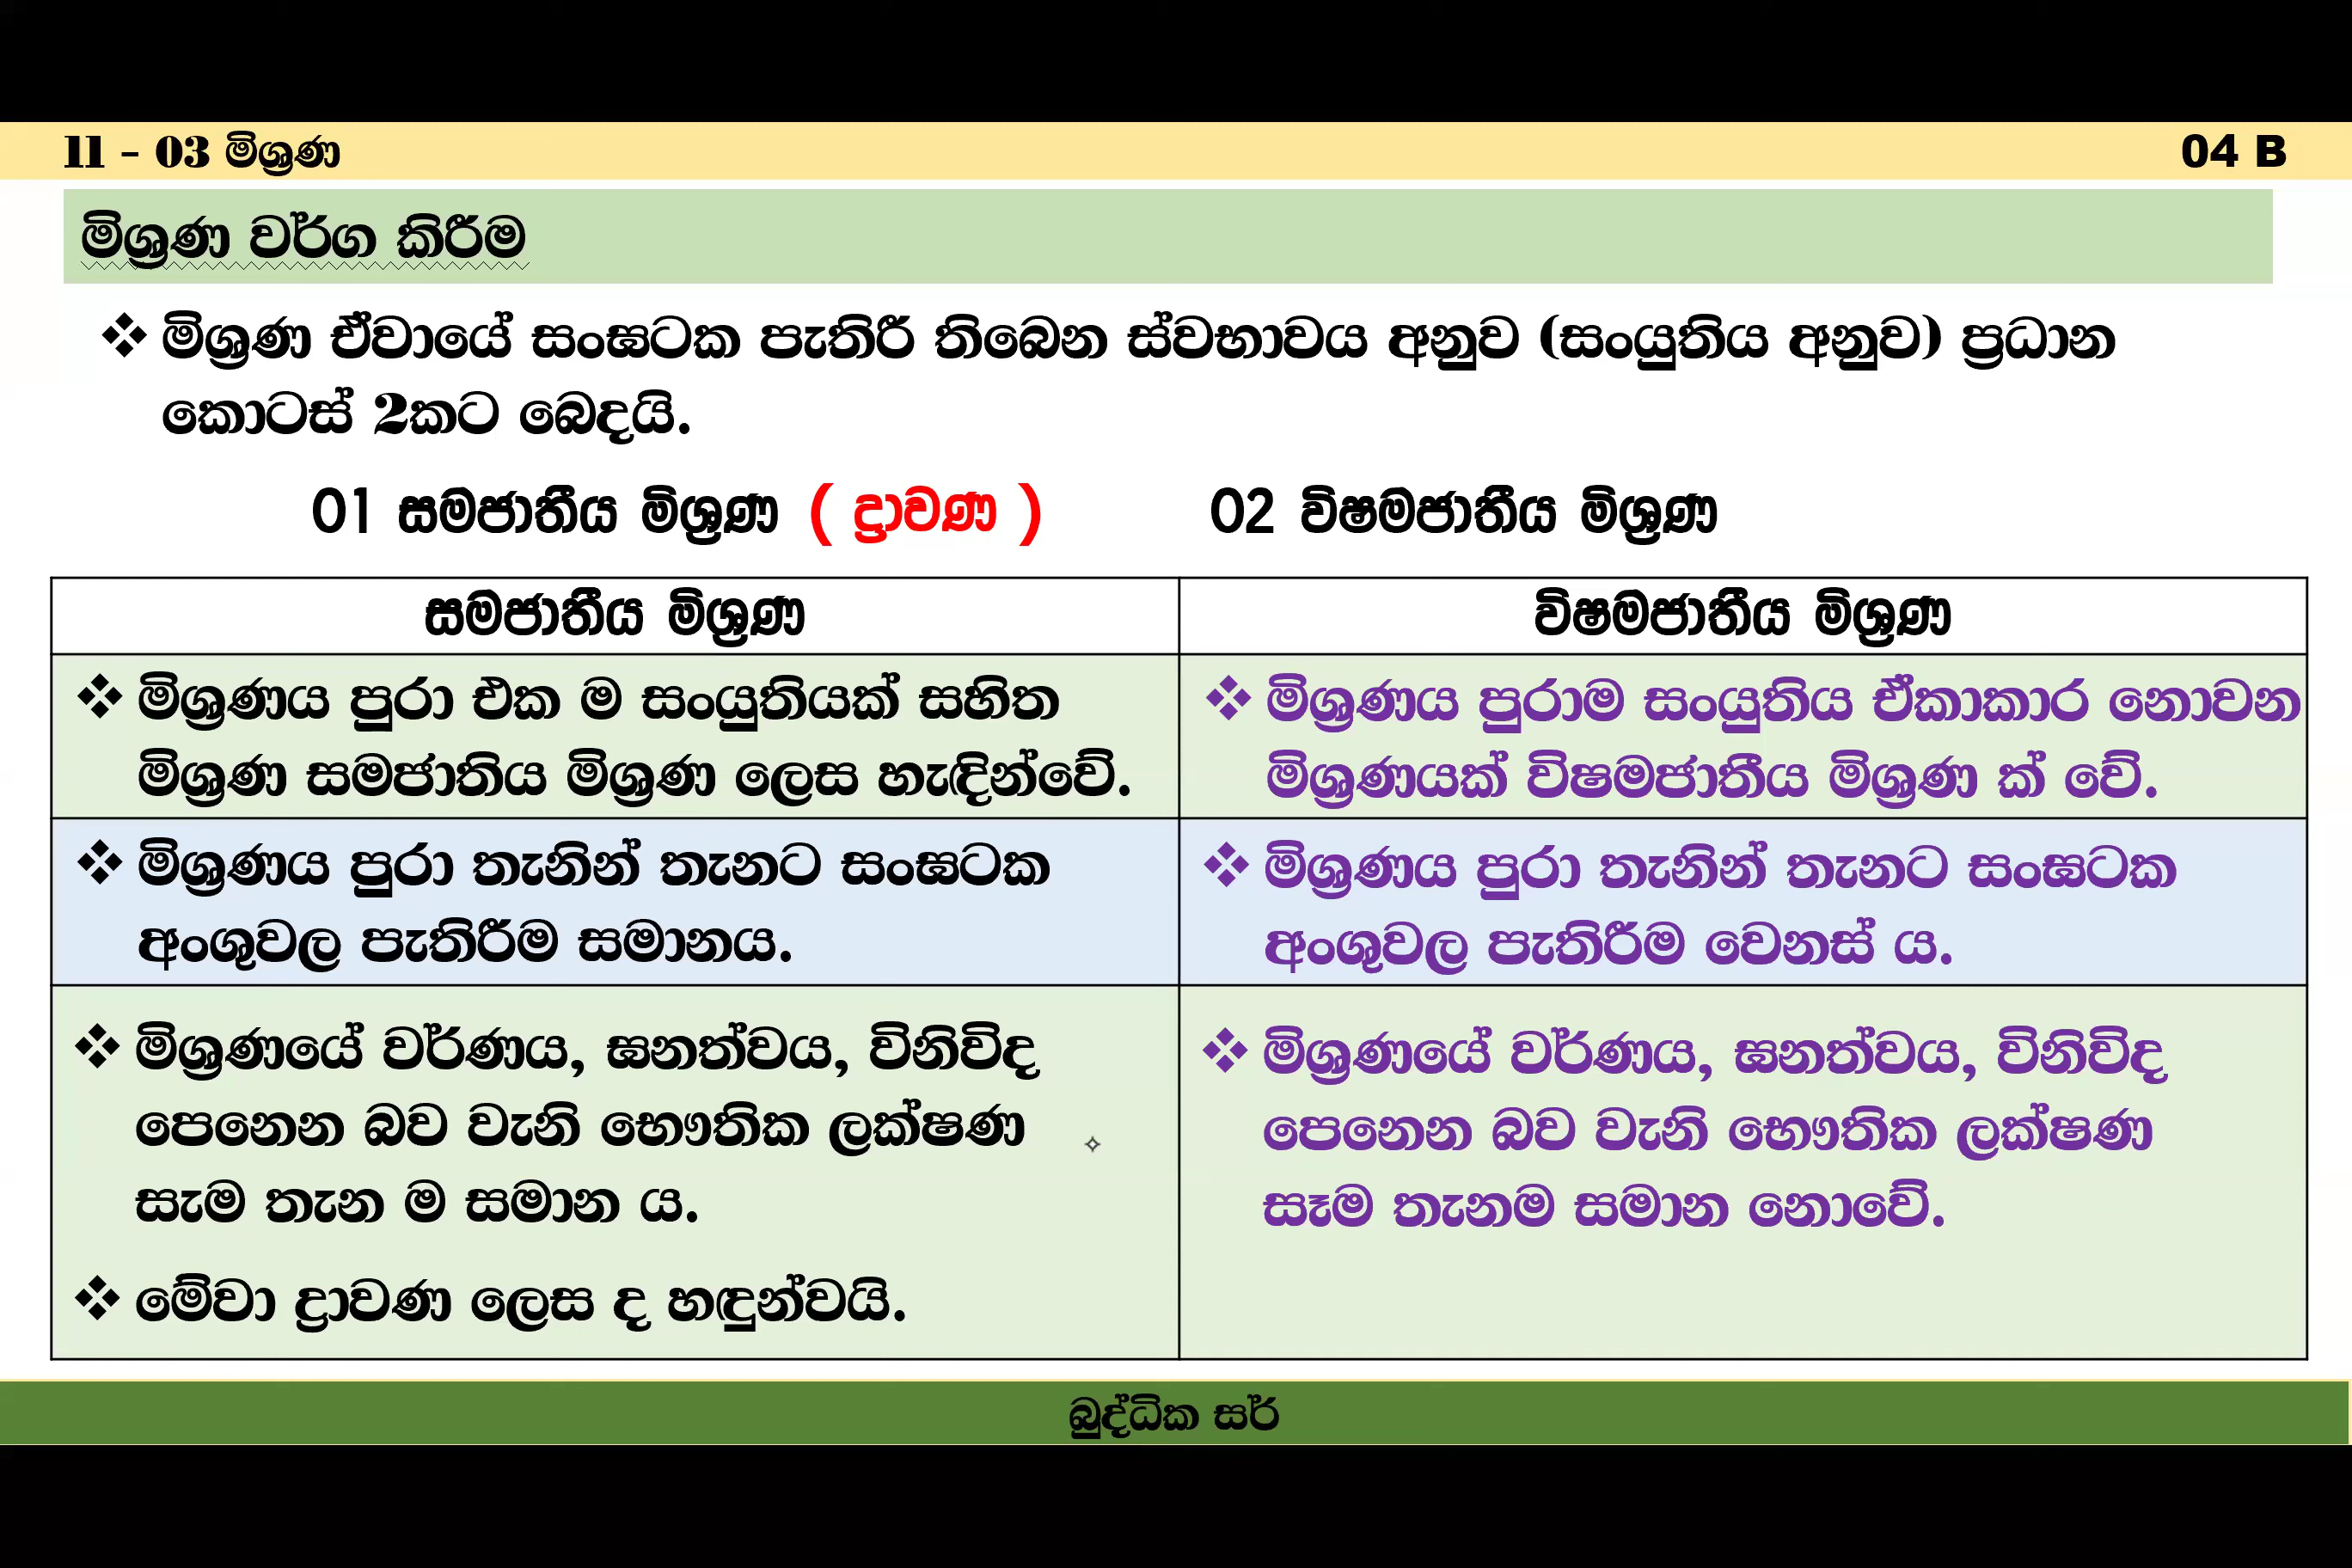 11 - 03 මිශ්‍රණ
04 B
මිශ්‍රණ වර්ග කිරීම
❖ මිශ්‍රණ ඒවායේ සංඝටක පැතිරී තිබෙන ස්වභාවය අනුව (සංයුතිය අනුව) ප්‍රධාන
කොටස් 2කට බෙදයි.
01 සමජාතීය මිශ්‍රණ ( ද්‍රාවණ )
02 විෂමජාතීය මිශ්‍රණ
සමජාතීය මිශ්‍රණ
විෂමජාතීය මිශ්‍රණ
❖ මිශ්‍රණය පුරා එක ම සංයුතියක් සහිත
මිශ්‍රණ සමජාතිය මිශ්‍රණ ලෙස හැඳින්වේ.
❖ මිශ්‍රණය පුරාම සංයුතිය ඒකාකාර නොවන
මිශ්‍රණයක් විෂමජාතීය මිශ්‍රණ ක් වේ.
❖ මිශ්‍රණය පුරා තැනින් තැනට සංඝටක
අංශුවල පැතිරීම සමානය.
❖ මිශ්‍රණය පුරා තැනින් තැනට සංඝටක
අංශුවල පැතිරීම වෙනස් ය.
❖ මිශ්‍රණයේ වර්ණය, ඝනත්වය, විනිවිද
පෙනෙන බව වැනි භෞතික ලක්ෂණ
සැම තැන ම සමාන ය.
❖ මේවා ද්‍රාවණ ලෙස ද හඳුන්වයි.
❖ මිශ්‍රණයේ වර්ණය, ඝනත්වය, විනිවිද
පෙනෙන බව වැනි භෞතික ලක්ෂණ
සෑම තැනම සමාන නොවේ.
බුද්ධික සර්